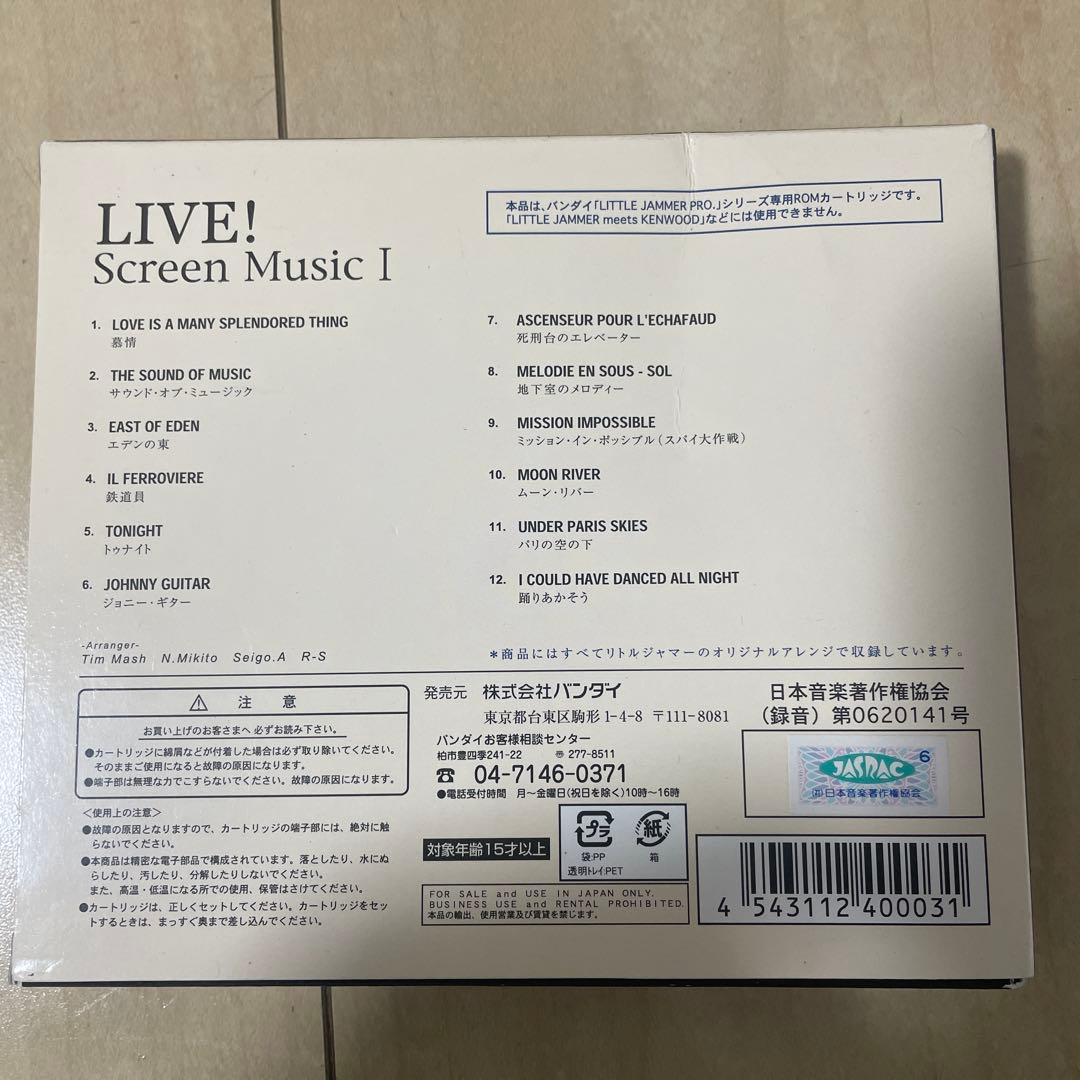 LIVE!
Screen Music I
本品は、バンダイ「LITTLE JAMMER PRO.」シリーズ専用ROMカートリッジです。
「LITTLE JAMMER meets KENWOOD」などには使用できません。
1. LOVE IS A MANY SPLENDORED THING
慕情
2. THE SOUND OF MUSIC
サウンド・オブ・ミュージック
3. EAST OF EDEN
エデンの東
4. IL FERROVIERE
鉄道員
5. TONIGHT
トゥナイト
6. JOHNNY GUITAR
ジョニー・ギター
7. ASCENSEUR POUR L'ECHAFAUD
死刑台のエレベーター
8. MELODIE EN SOUS - SOL
地下室のメロディー
9. MISSION IMPOSSIBLE
ミッション・イン・ポッシブル(スパイ大作戦)
10. MOON RIVER
ムーン・リバー
11. UNDER PARIS SKIES
パリの空の下
12. I COULD HAVE DANCED ALL NIGHT
踊りあかそう
-Arranger-
Tim Mash N.Mikito Seigo.A R-S
*商品にはすべてリトルジャマーのオリジナルアレンジで収録しています。
注意
お買い上げのお客さまへ 必ずお読み下さい。
●カートリッジに綿屑などが付着した場合は必ず取り除いてください。
そのままご使用になると故障の原因になります。
●端子部は無理な力でこすらないでください。故障の原因になります。
<使用上の注意>
●故障の原因となりますので、カートリッジの端子部には、絶対に触
らないでください。
●本商品は精密な電子部品で構成されています。落としたり、水にぬ
らしたり、汚したり、分解したりしないでください。
また、高温・低温になる所での使用、保管はさけてください。
●カートリッジは、正しくセットしてください。カートリッジをセッ
トするときは、まっすぐ奥まで差し込んでください。
発売元 株式会社バンダイ
東京都台東区駒形1-4-8 〒111-8081
バンダイお客様相談センター
柏市豊四季241-22 〠 277-8511
☎ 04-7146-0371
●電話受付時間 月〜金曜日(祝日を除く)10時〜16時
対象年齢15才以上
プラ
袋:PP
透明トレイ:PET
紙
箱
FOR SALE and USE IN JAPAN ONLY.
BUSINESS USE and RENTAL PROHIBITED.
本品の輸出、使用営業及び賃貸を禁じます。
日本音楽著作権協会
(録音)第0620141号
6
JASRAC
(社)日本音楽著作権協会
4 543112 400031